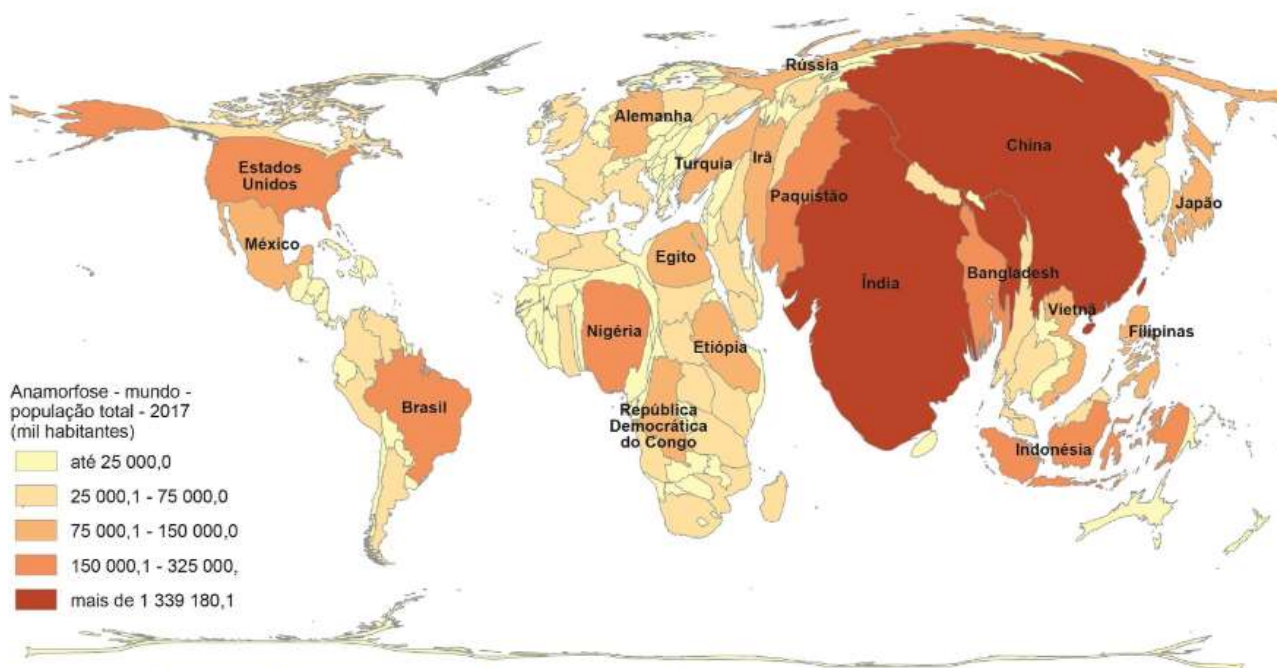 Rússia
Alemanha
China
Estados
Unidos
Turquia
Irã
Paquistão
Japão
México
Egito
Índia
Bangladesh
Vietnã
Nigéria
Etiópia
Filipinas
Anamorfose - mundo -
população total - 2017
(mil habitantes)
Brasil
República
Democrática
do Congo
Indonésia
até 25 000,0
25 000,1 - 75 000,0
75 000,1 - 150 000,0
150 000,1 - 325 000,
mais de 1 339 180,1